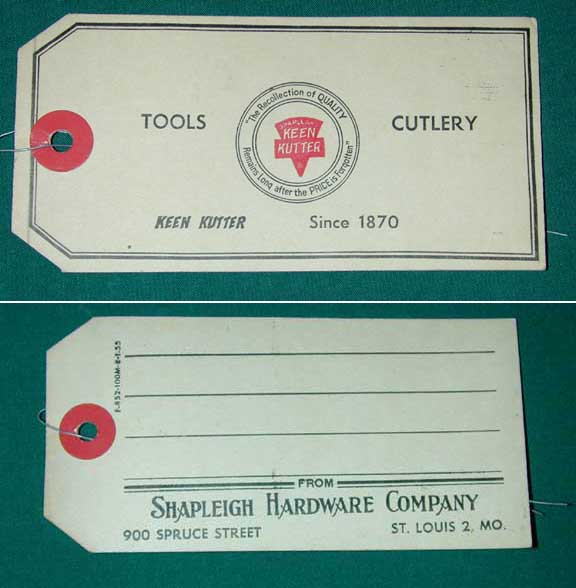 TOOLS
"The Recollection of QUALITY
Remains Long after the PRICE is Forgotten"
SHAPLEIGH
KEEN
KUTTER
CUTLERY
KEEN KUTTER Since 1870
FROM
SHAPLEIGH HARDWARE COMPANY
900 SPRUCE STREET ST. LOUIS 2, MO.